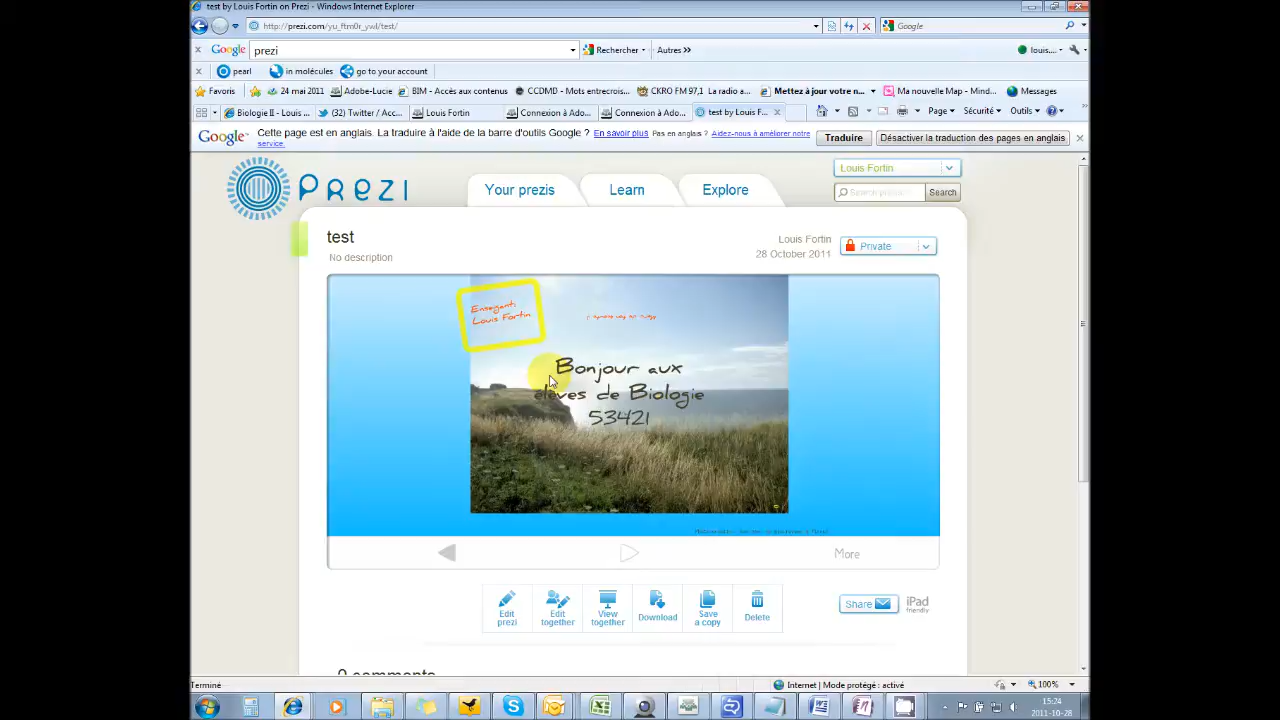 test by Louis Fortin on Prezi - Windows Internet Explorer
http://prezi.com/yu_ftm0r_ywl/test/
Google
Google prezi Rechercher Autres » louis....
pearl in molécules go to your account
Favoris 24 mai 2011 Adobe-Lucie BIM - Accès aux contenus CCDMD - Mots entrecrois... CKRO FM 97,1 La radio a... Mettez à jour votre n... Ma nouvelle Map - Mind... Messages
Biologie II - Louis ... (32) Twitter / Acc... Louis Fortin Connexion à Ado... Connexion à Ado... test by Louis F... Page Sécurité Outils
Google Cette page est en anglais. La traduire à l'aide de la barre d'outils Google ? En savoir plus Pas en anglais ? Aidez-nous à améliorer notre service. Traduire Désactiver la traduction des pages en anglais
PREZI
Your prezis Learn Explore
Louis Fortin
Search
test
No description
Louis Fortin
28 October 2011
Private
Enseignant:
Louis Fortin
Bonjour aux
élèves de Biologie
53421
More
Edit prezi
Edit together
View together
Download
Save a copy
Delete
Share
iPad friendly
0 comments
Terminé Internet | Mode protégé : activé 100%
15:24
2011-10-28